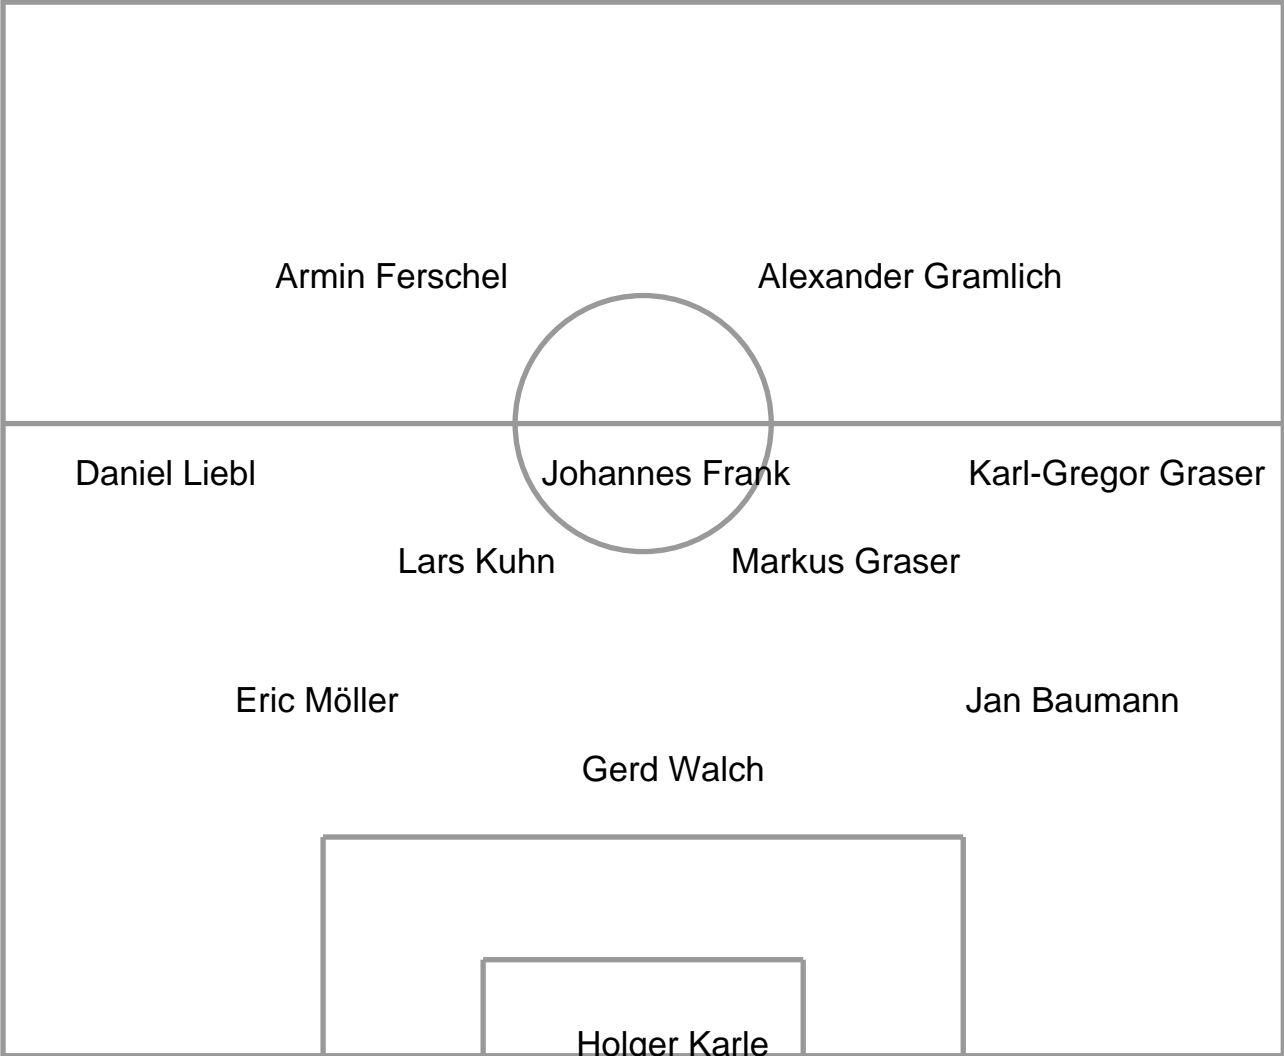 Armin Ferschel
Alexander Gramlich
Daniel Liebl
Johannes Frank
Karl-Gregor Graser
Lars Kuhn
Markus Graser
Eric Möller
Jan Baumann
Gerd Walch
Holger Karle